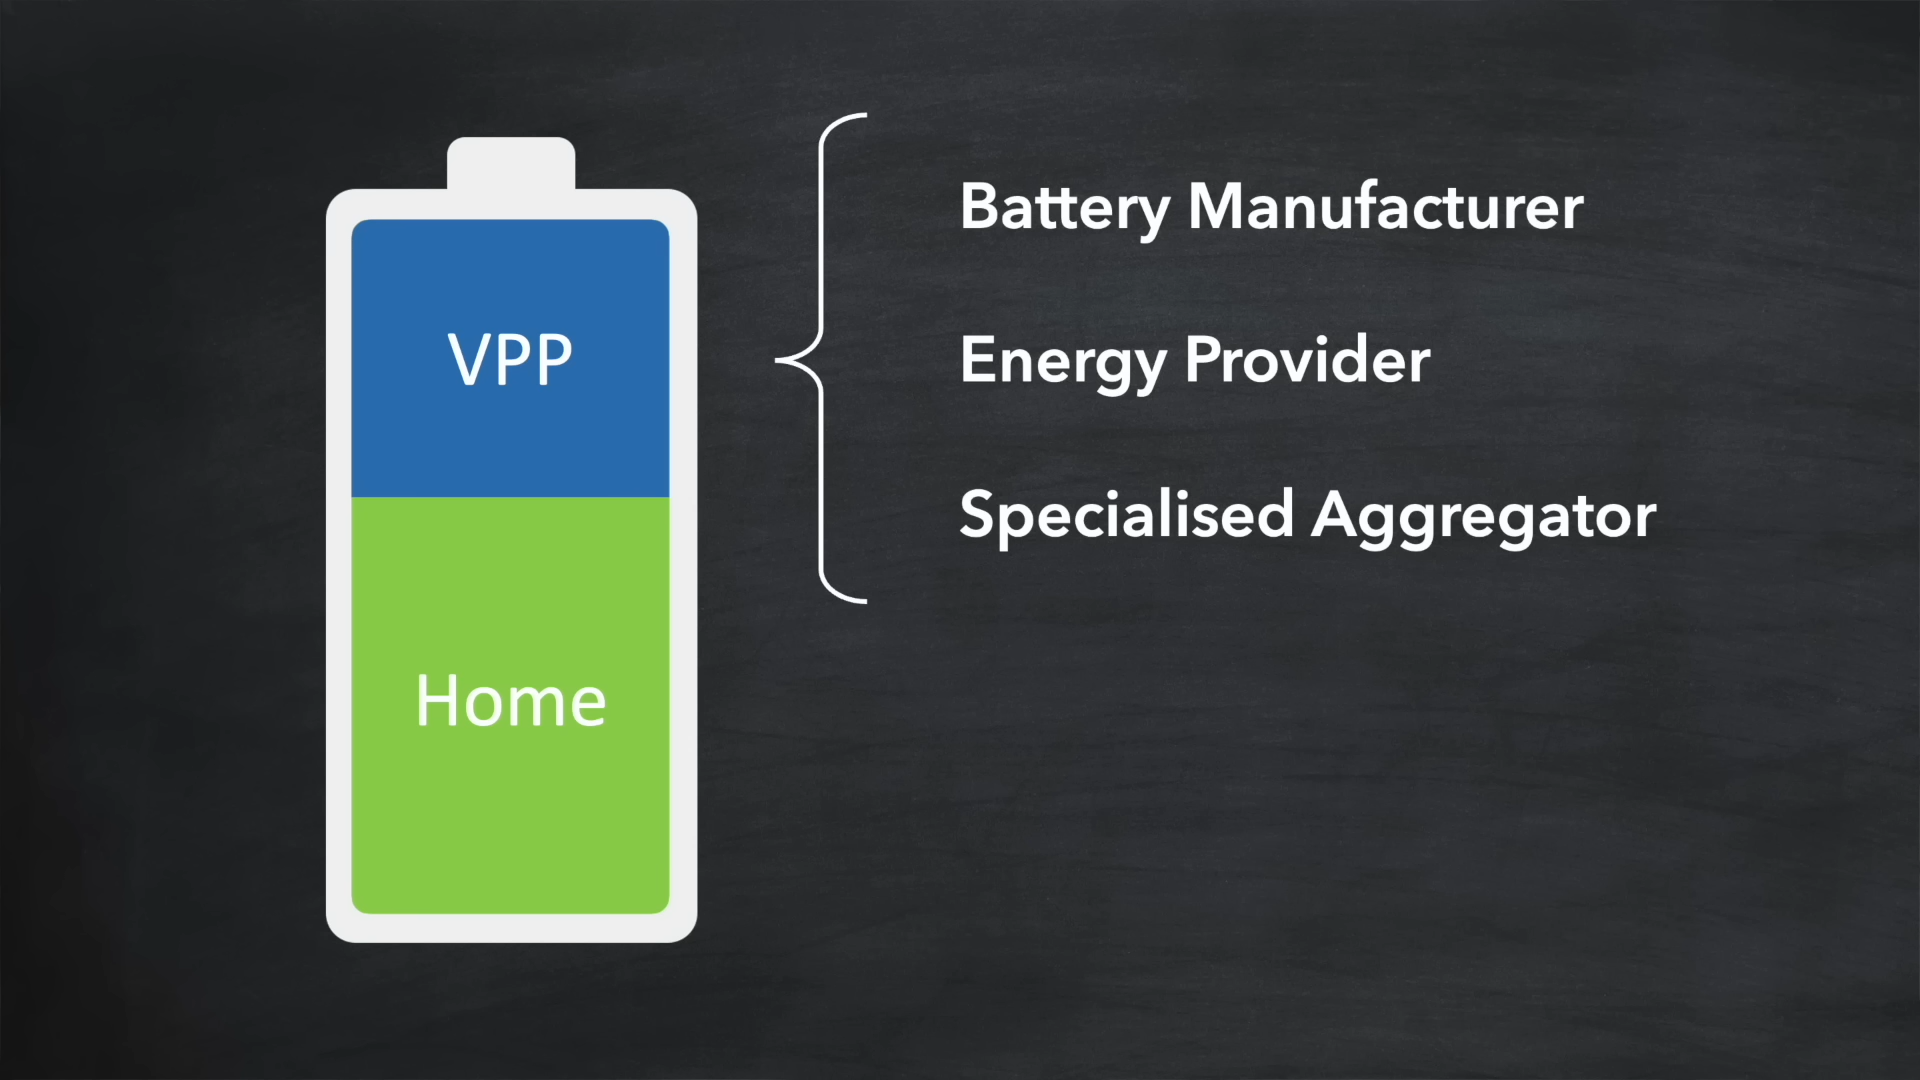 VPP
Home
Battery Manufacturer
Energy Provider
Specialised Aggregator